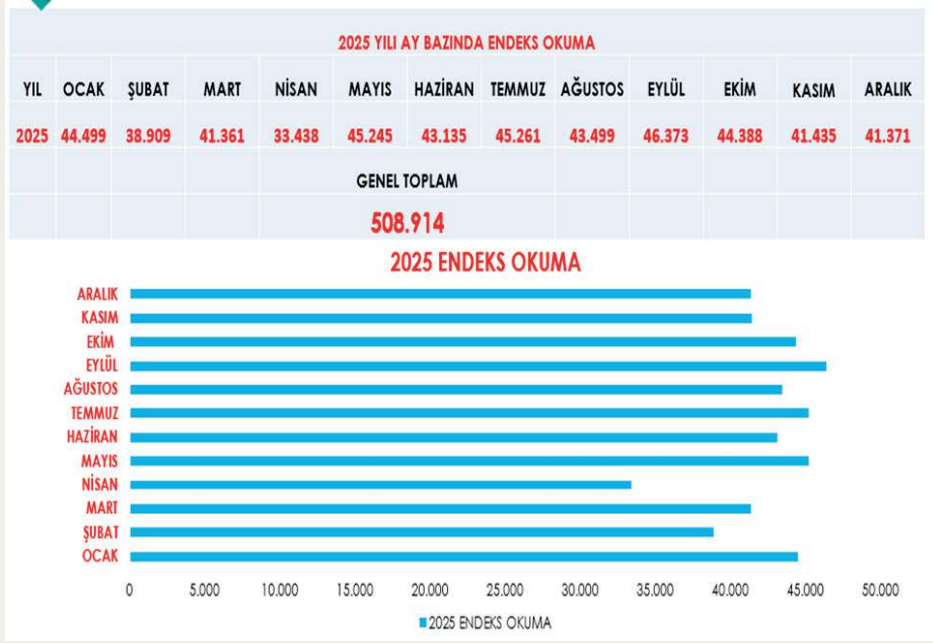 2025 YILI AY BAZINDA ENDEKS OKUMA
YIL OCAK ŞUBAT MART NİSAN MAYIS HAZİRAN TEMMUZ AĞUSTOS EYLÜL EKİM KASIM ARALIK
2025 44.499 38.909 41.361 33.438 45.245 43.135 45.261 43.499 46.373 44.388 41.435 41.371
GENEL TOPLAM
508.914
2025 ENDEKS OKUMA
ARALIK
KASIM
EKİM
EYLÜL
AĞUSTOS
TEMMUZ
HAZİRAN
MAYIS
NİSAN
MART
ŞUBAT
OCAK
0 5.000 10.000 15.000 20.000 25.000 30.000 35.000 40.000 45.000 50.000
2025 ENDEKS OKUMA